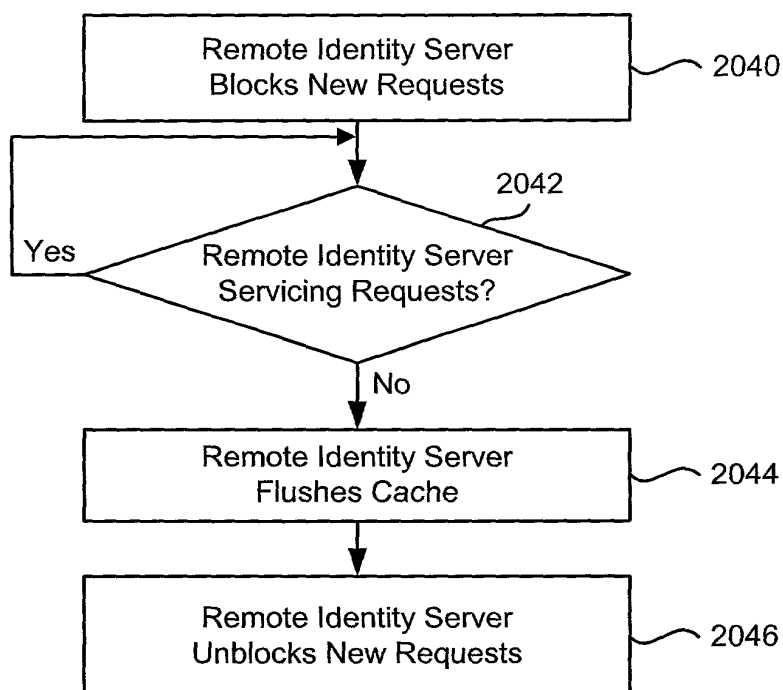 Remote Identity Server
Blocks New Requests
2040
2042
Yes
Remote Identity Server
Servicing Requests?
No
Remote Identity Server
Flushes Cache
2044
Remote Identity Server
Unblocks New Requests
2046